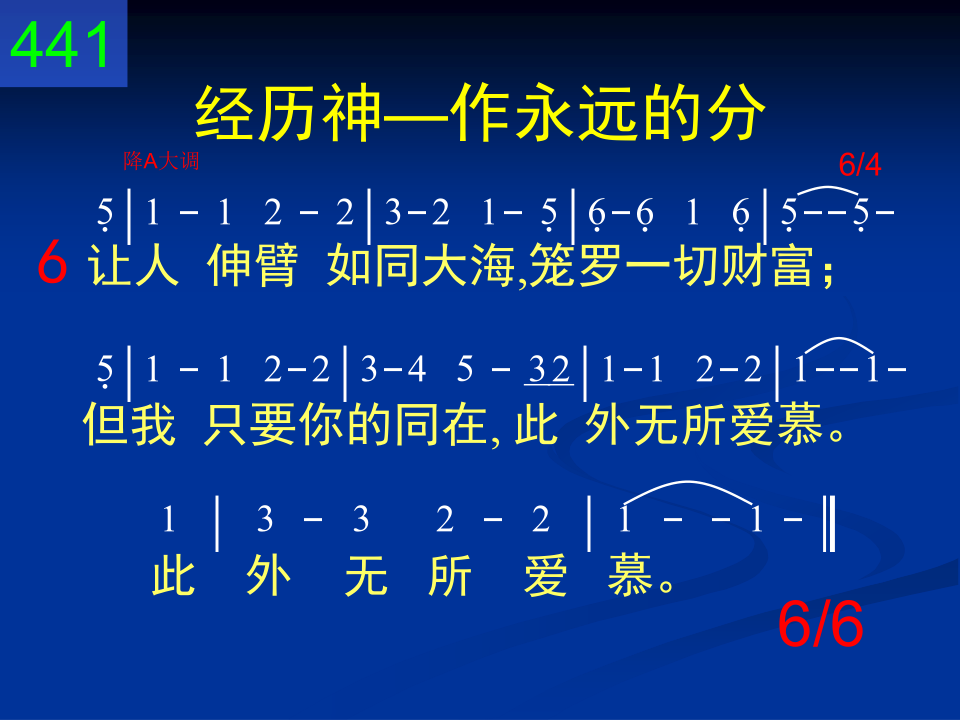 441
经历神—作永远的分
降A大调 6/4
5̣ | 1 - 1 2 - 2 | 3 - 2 1 - 5̣ | 6̣ - 6̣ 1 6̣ | 5̣ - - 5̣ -
6 让人 伸臂 如同大海,笼罗一切财富；
5̣ | 1 - 1 2 - 2 | 3 - 4 5 - 3 2 | 1 - 1 2 - 2 | 1 - - 1 -
但我 只要你的同在, 此 外无所爱慕。
1 | 3 - 3 2 - 2 | 1 - - 1 - ‖
此 外 无 所 爱 慕。
6/6